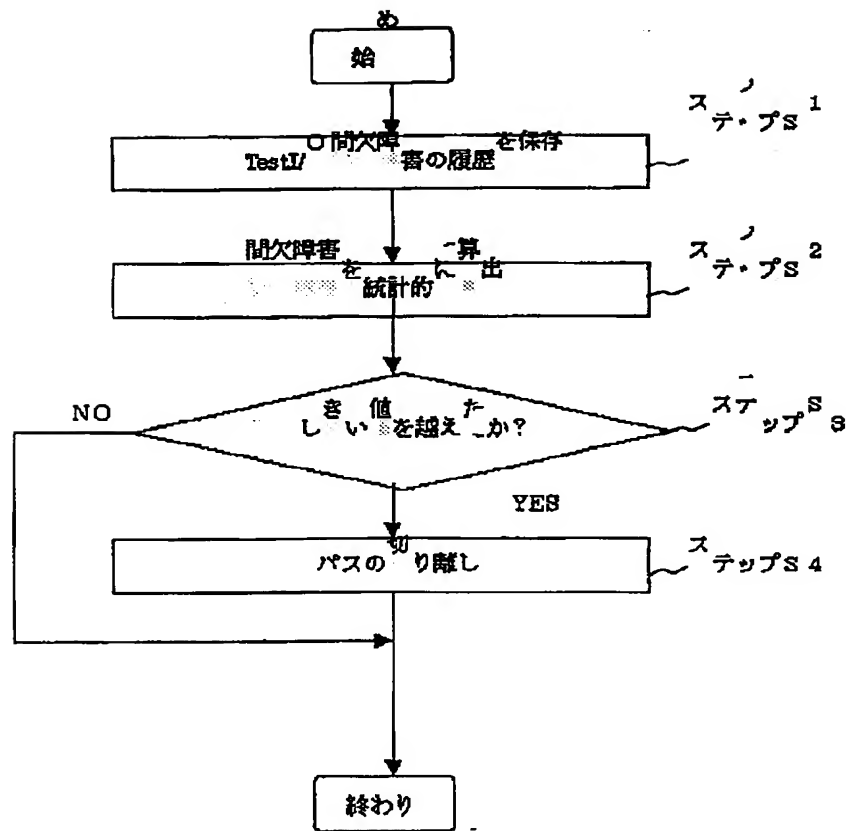 始め
TestI/O間欠障害の履歴を保存
ステップS1
間欠障害を統計的に算出
ステップS2
しきい値を越えたか?
ステップS3
NO
YES
パスの切り離し
ステップS4
終わり